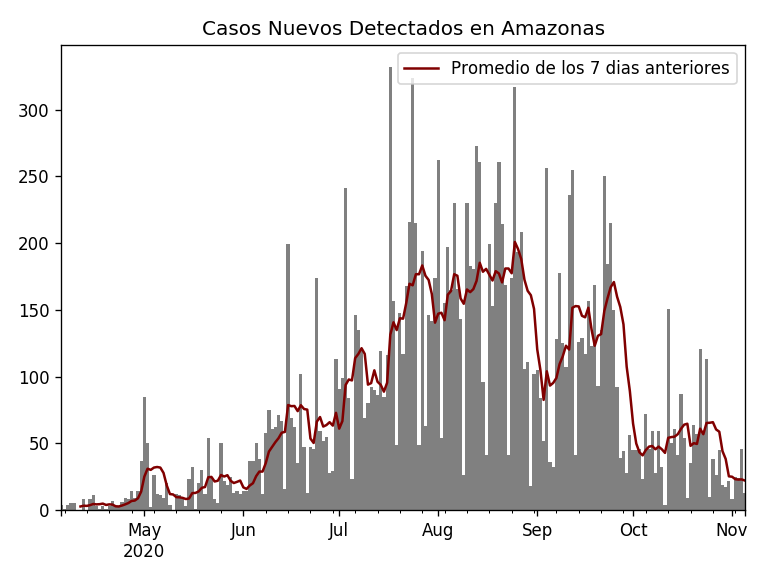 Casos Nuevos Detectados en Amazonas
Promedio de los 7 dias anteriores
300
250
200
150
100
50
0
May Jun Jul Aug Sep Oct Nov
2020